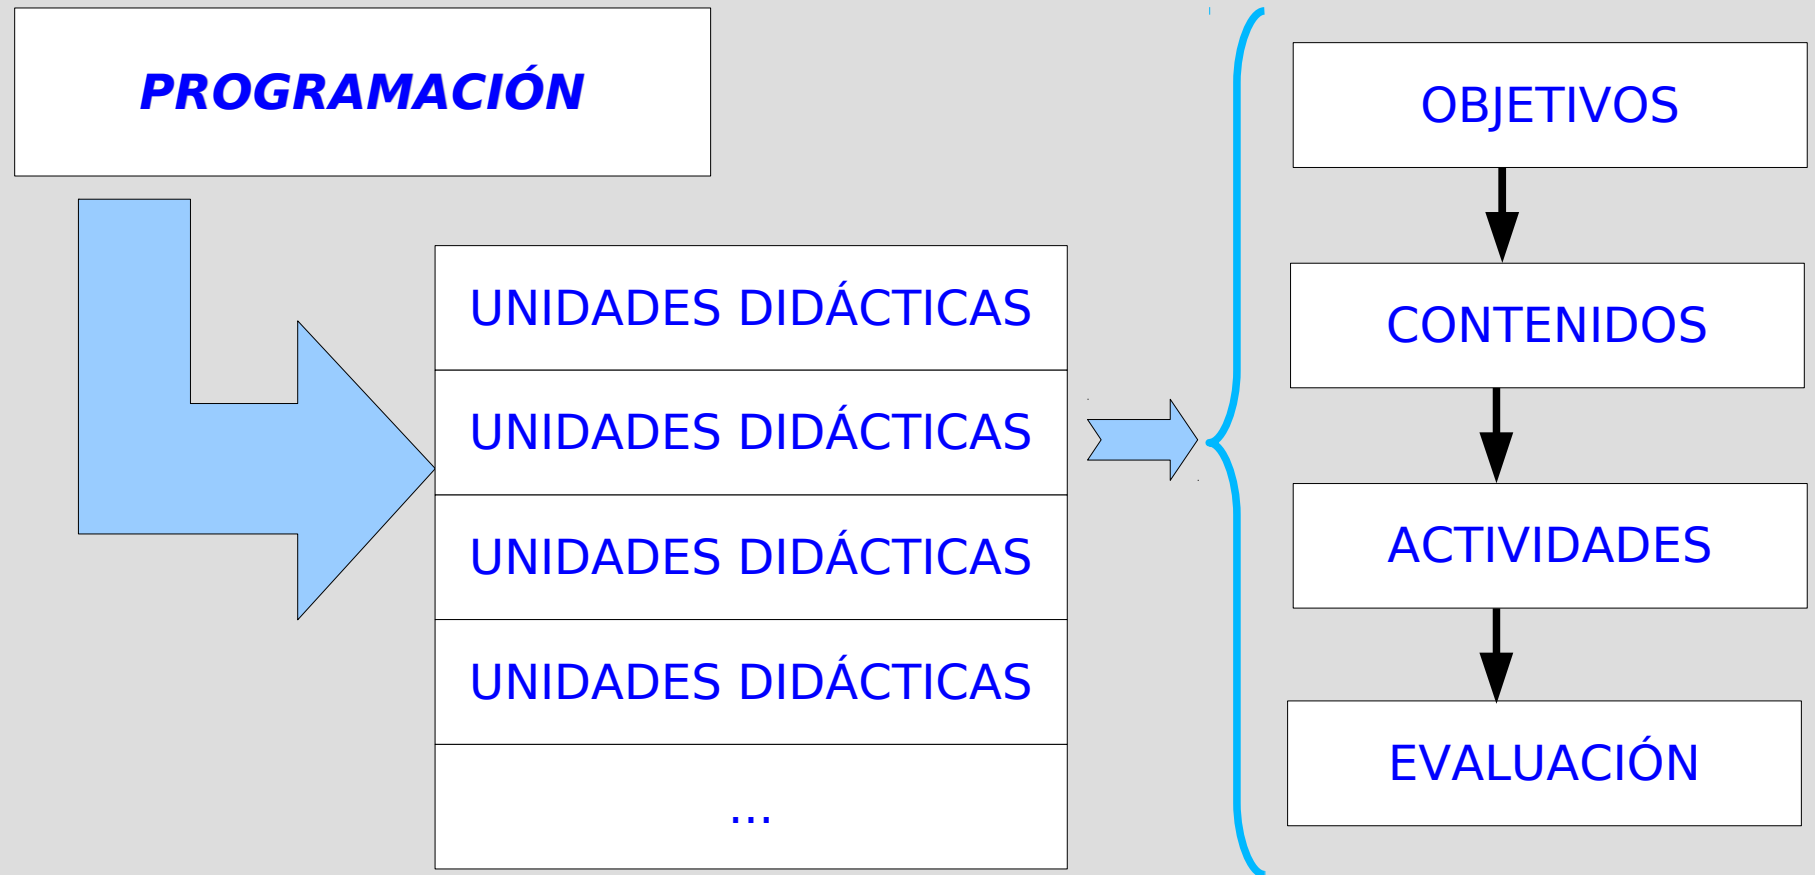 PROGRAMACIÓN
UNIDADES DIDÁCTICAS
UNIDADES DIDÁCTICAS
UNIDADES DIDÁCTICAS
UNIDADES DIDÁCTICAS
...
OBJETIVOS
CONTENIDOS
ACTIVIDADES
EVALUACIÓN